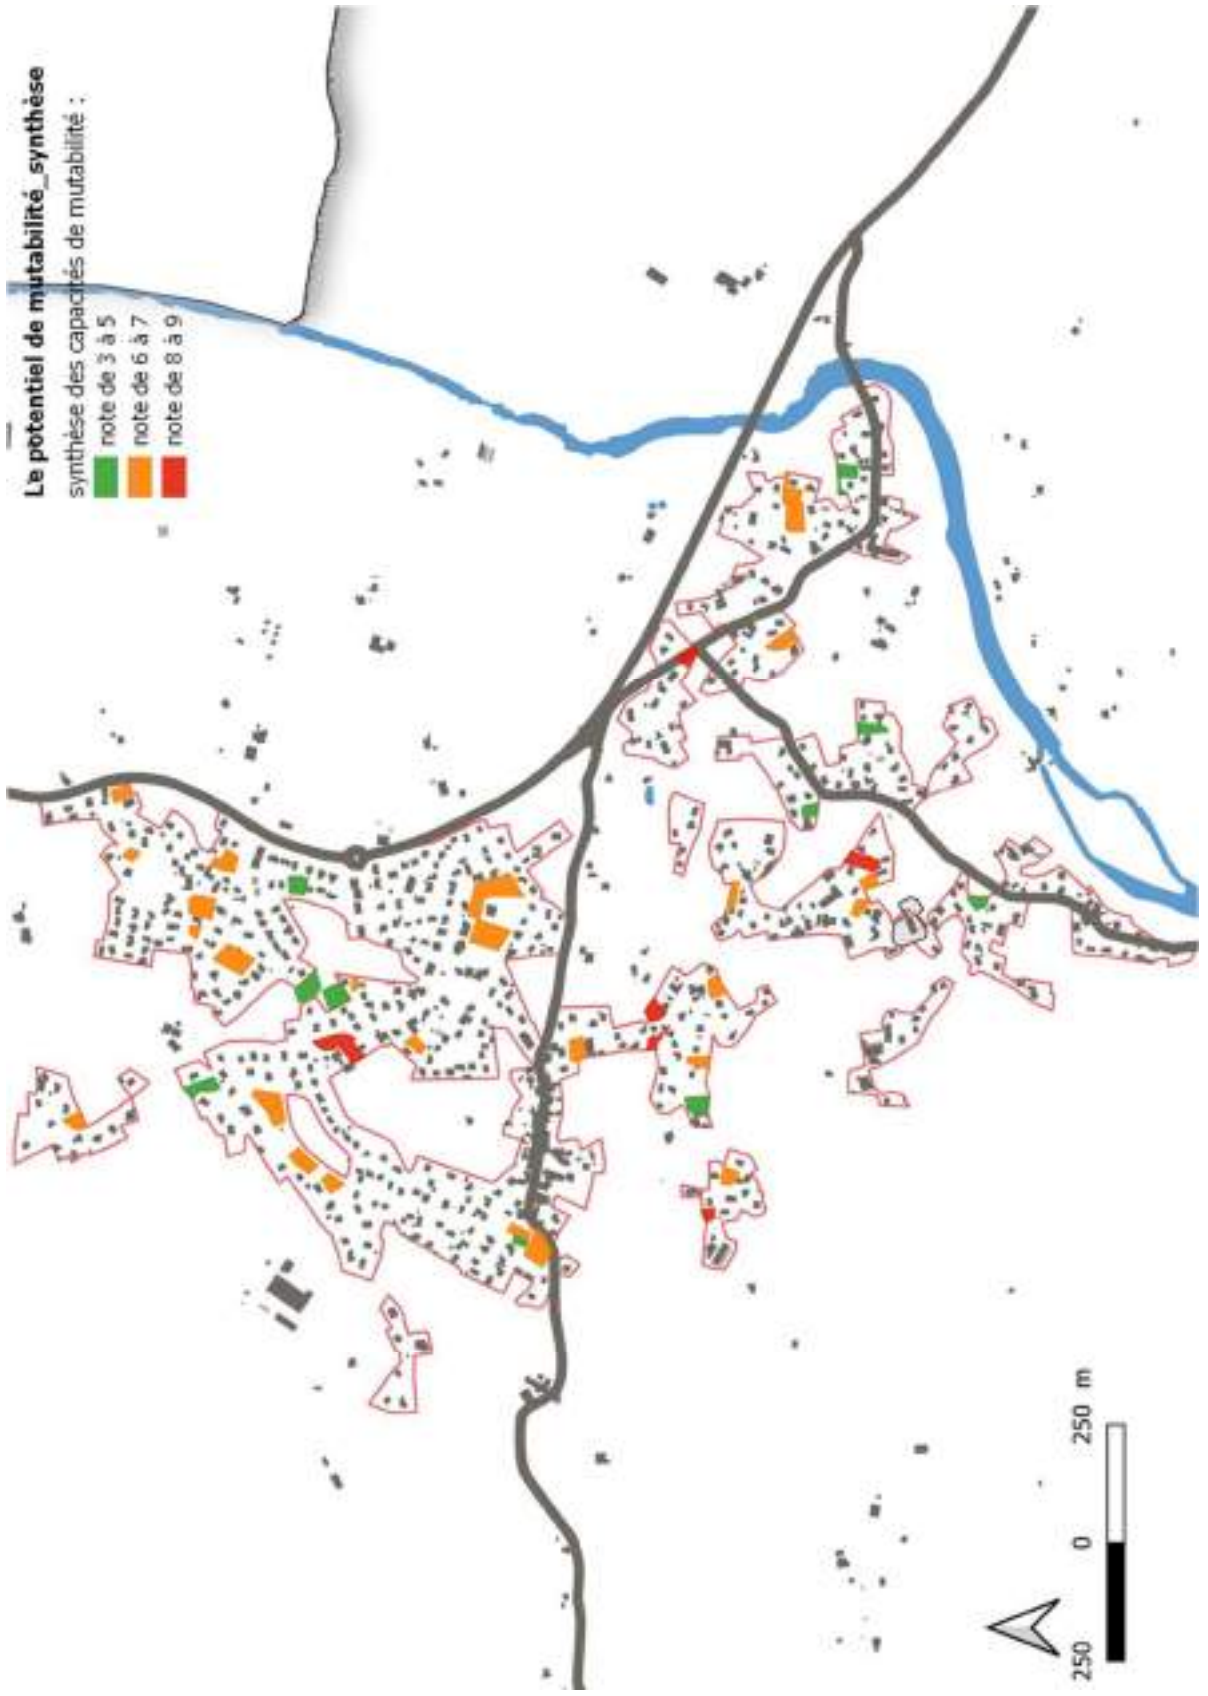 Le potentiel de mutabilité_synthèse
synthèse des capacités de mutabilité :
note de 3 à 5
note de 6 à 7
note de 8 à 9
250 0 250 m